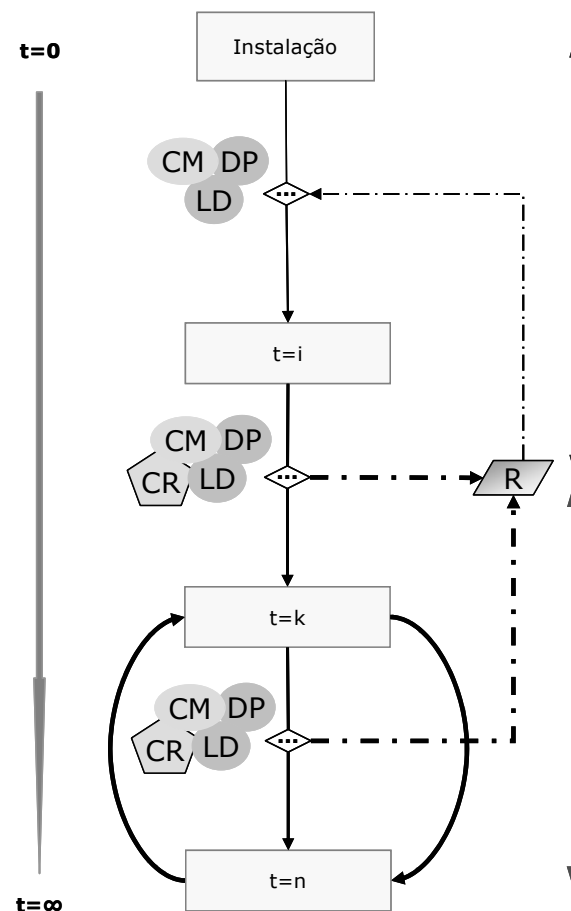 t=0
Instalação
CM DP
LD
...
t=i
CM DP
CR LD
...
R
t=k
CM DP
CR LD
...
t=n
t=∞